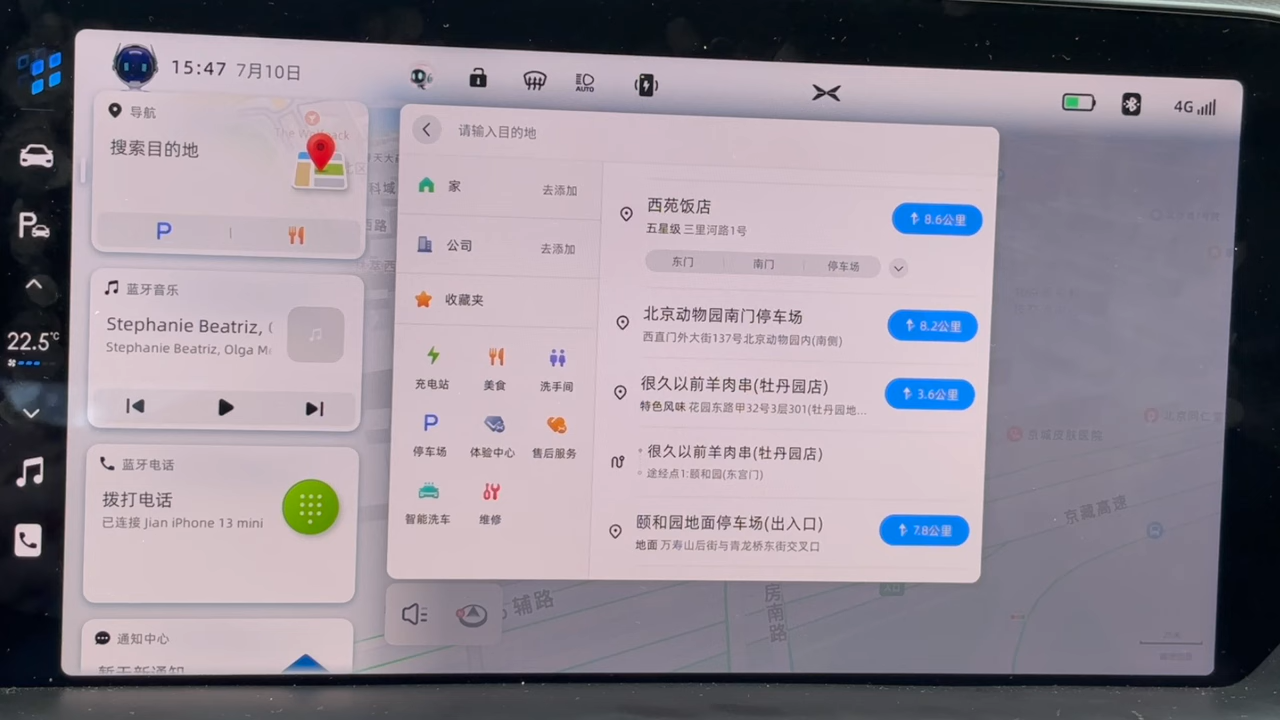 15:47 7月10日
AUTO
4G
导航
搜索目的地
P
蓝牙音乐
Stephanie Beatriz, (
Stephanie Beatriz, Olga M
蓝牙电话
拨打电话
已连接 Jian iPhone 13 mini
通知中心
暂无新通知
22.5℃
请输入目的地
家 去添加
公司 去添加
收藏夹
充电站 美食 洗手间
P
停车场 体验中心 售后服务
智能洗车 维修
西苑饭店
五星级 三里河路1号
8.6公里
东门 南门 停车场
北京动物园南门停车场
西直门外大街137号北京动物园内(南侧)
8.2公里
很久以前羊肉串(牡丹园店)
特色风味 花园东路甲32号3层301(牡丹园地...
3.6公里
很久以前羊肉串(牡丹园店)
途经点1:颐和园(东宫门)
颐和园地面停车场(出入口)
地面 万寿山后街与青龙桥东街交叉口
7.8公里
京城皮肤医院
京藏高速
辅路
房南路